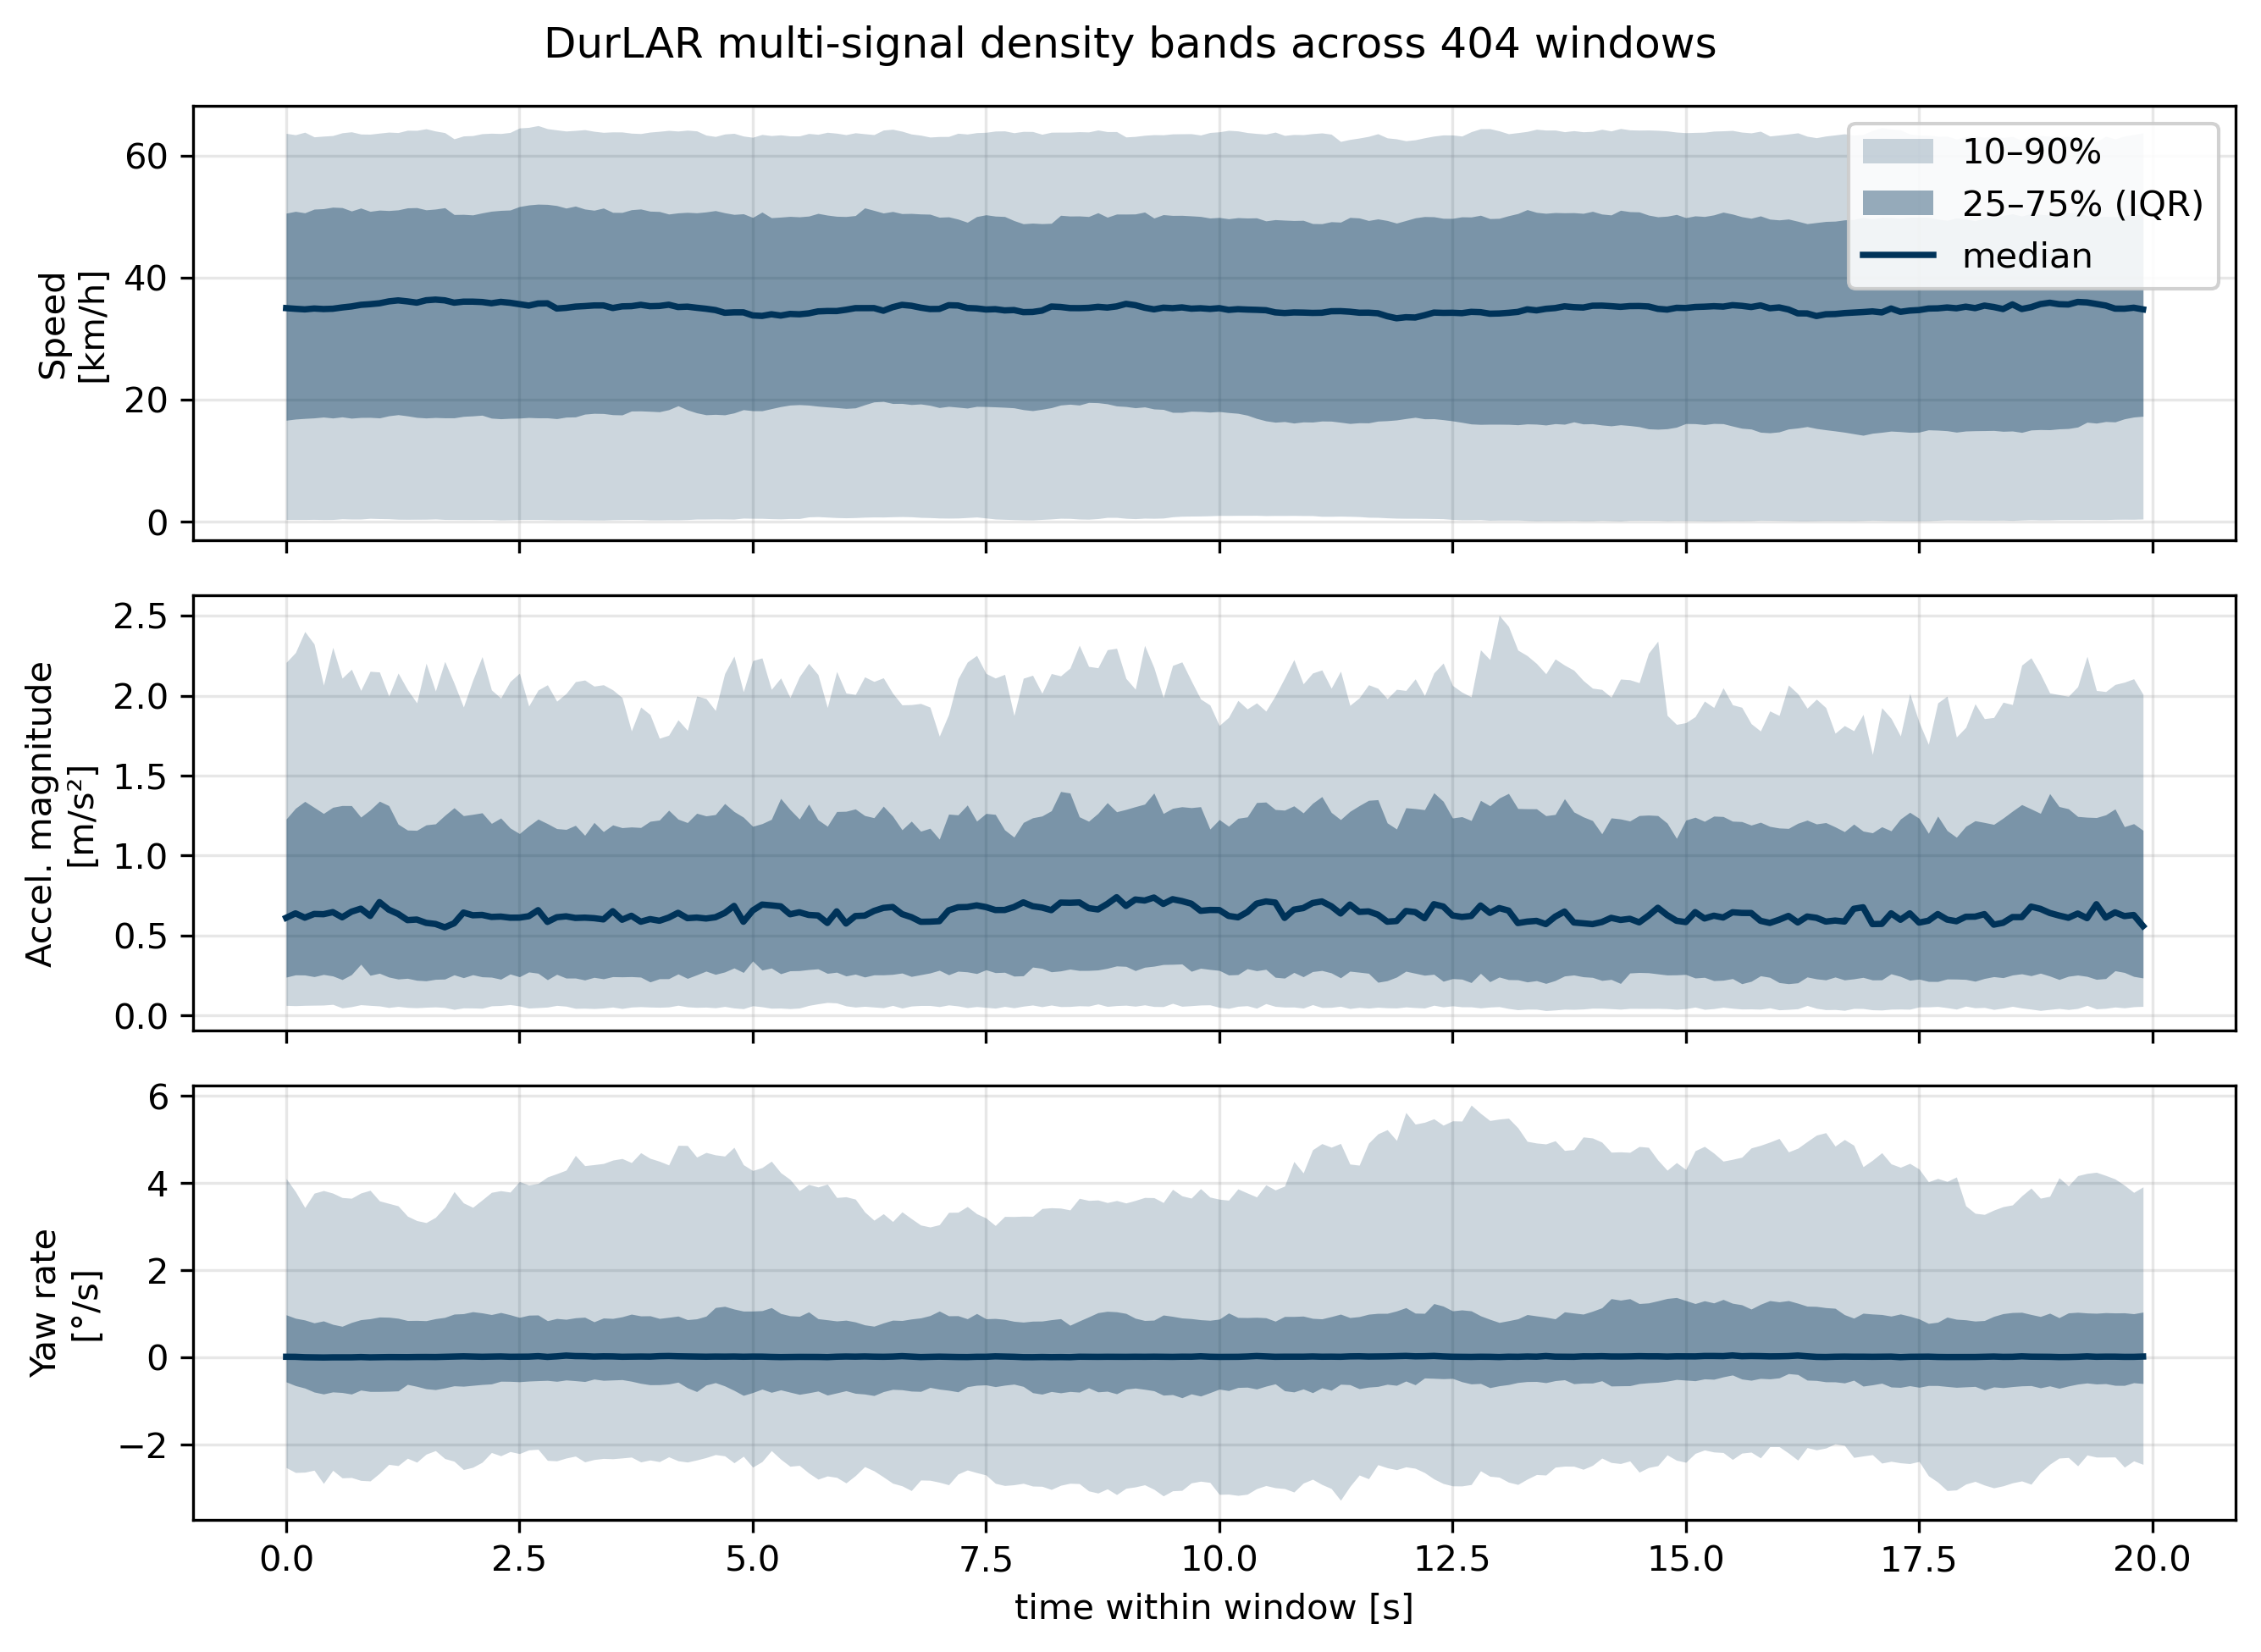 DurLAR multi-signal density bands across 404 windows
60
40
20
0
Speed
[km/h]
10–90%
25–75% (IQR)
median
2.5
2.0
1.5
1.0
0.5
0.0
Accel. magnitude
[m/s²]
6
4
2
0
−2
Yaw rate
[°/s]
0.0 2.5 5.0 7.5 10.0 12.5 15.0 17.5 20.0
time within window [s]